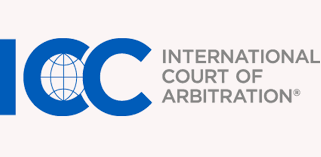 ICC
INTERNATIONAL
COURT OF
ARBITRATION®